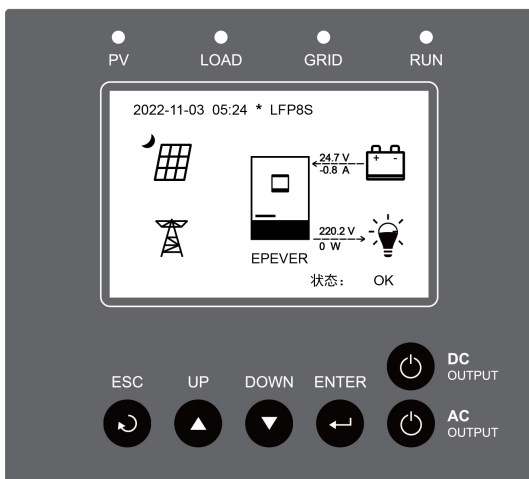 PV LOAD GRID RUN
2022-11-03 05:24 * LFP8S
24.7 V
-0.8 A
+ -
220.2 V
0 W
EPEVER
状态： OK
DC
OUTPUT
ESC UP DOWN ENTER
AC
OUTPUT